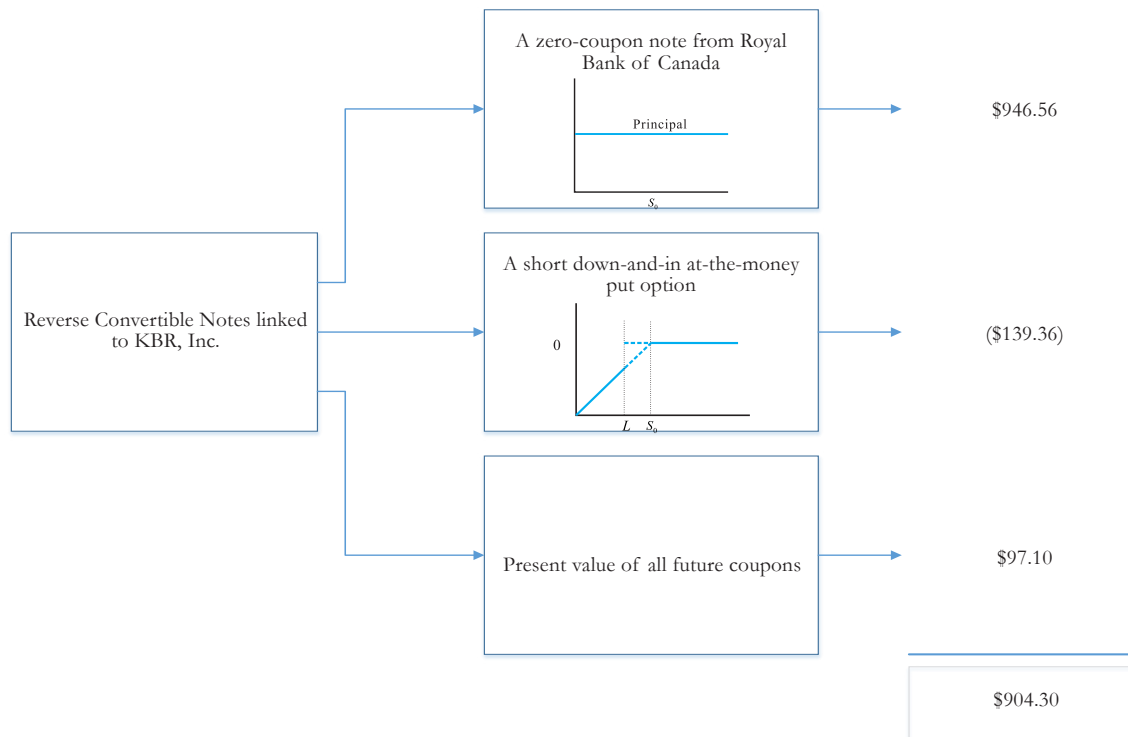 A zero-coupon note from Royal
Bank of Canada
Principal
S₀
$946.56
Reverse Convertible Notes linked
to KBR, Inc.
A short down-and-in at-the-money
put option
0
L S₀
($139.36)
Present value of all future coupons
$97.10
$904.30